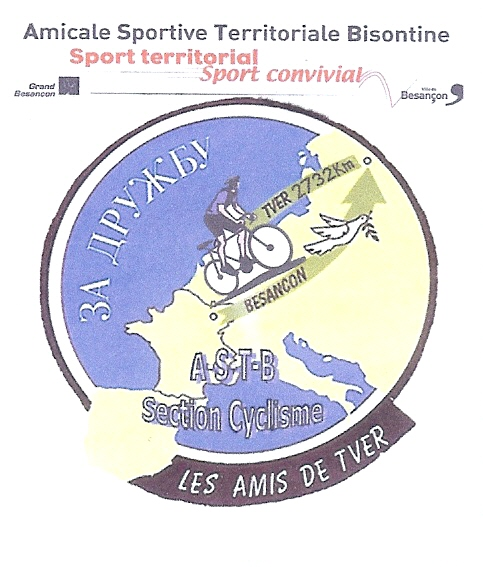 Amicale Sportive Territoriale Bisontine
Sport territorial
Sport convivial
Grand
Besançon
Ville de
Besançon
ЗА ДРУЖБУ
TVER 2732Km
BESANCON
A-S-T-B
Section Cyclisme
LES AMIS DE TVER